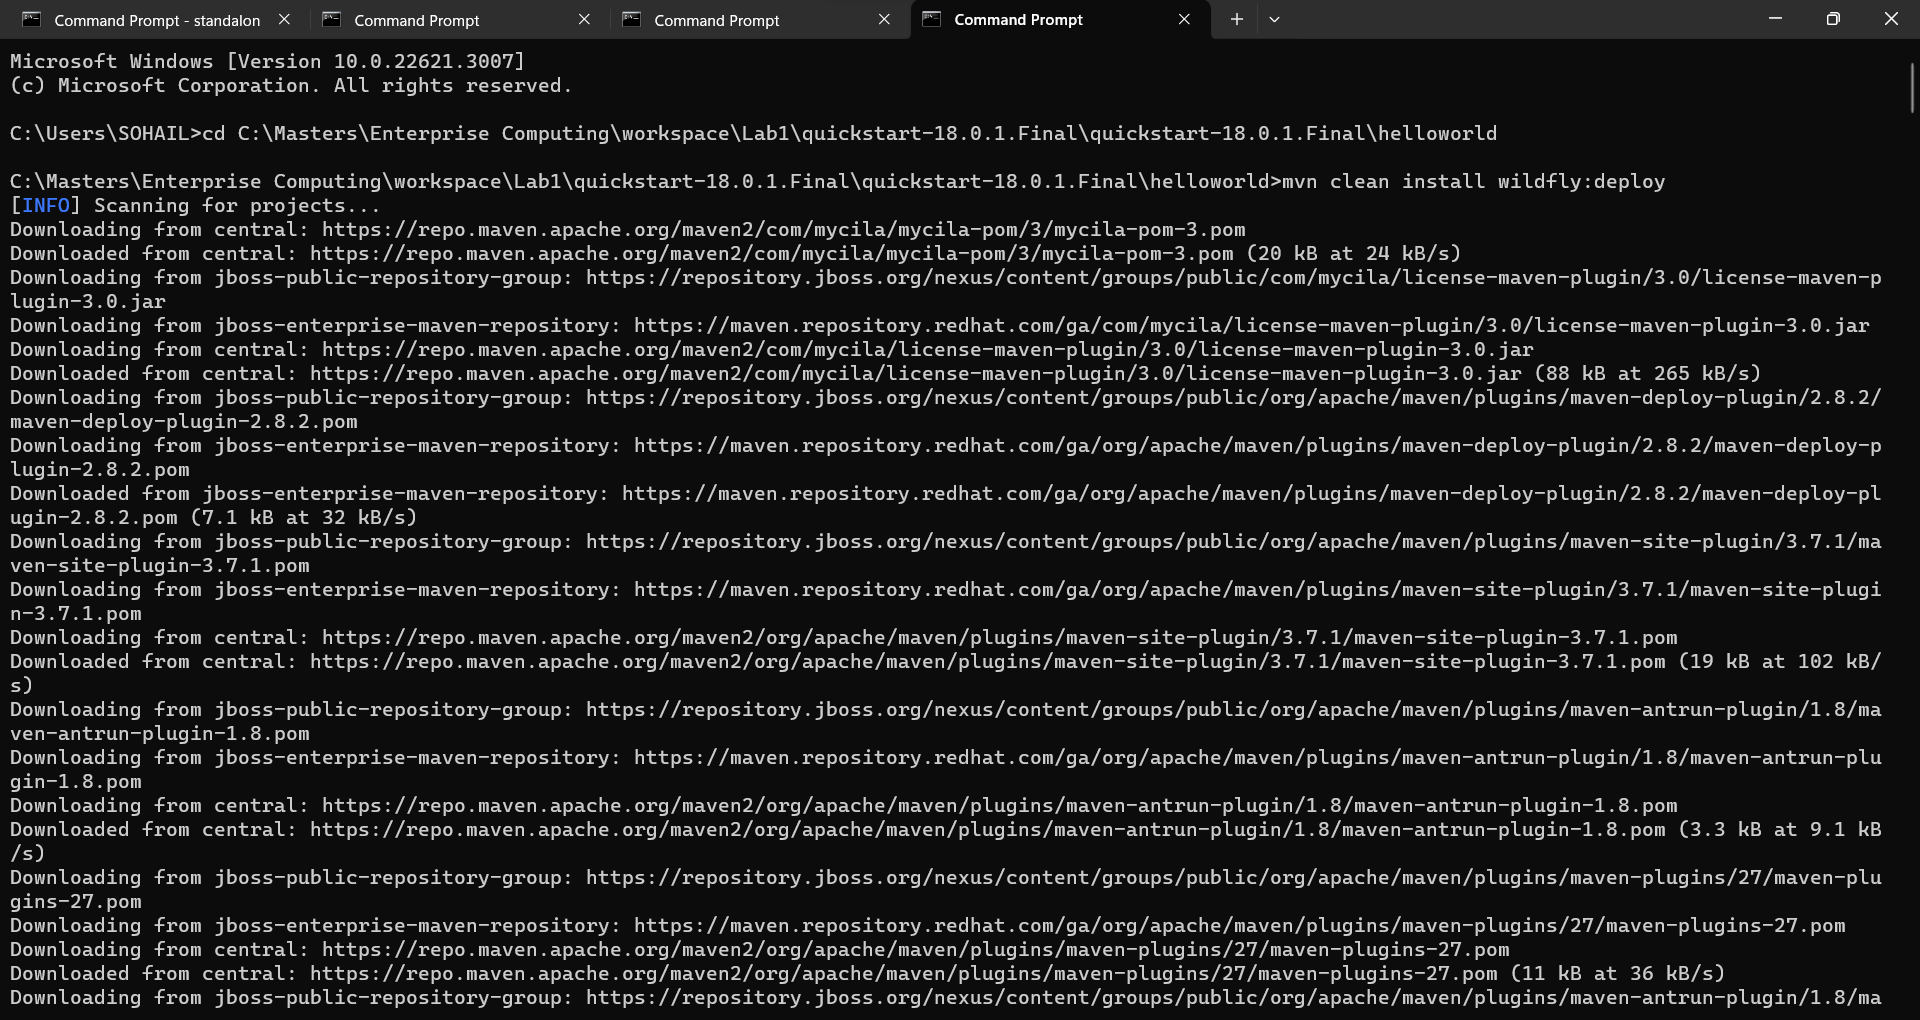 Command Prompt - standalon
Command Prompt
Command Prompt
Command Prompt
Microsoft Windows [Version 10.0.22621.3007]
(c) Microsoft Corporation. All rights reserved.
C:\Users\SOHAIL>cd C:\Masters\Enterprise Computing\workspace\Lab1\quickstart-18.0.1.Final\quickstart-18.0.1.Final\helloworld
C:\Masters\Enterprise Computing\workspace\Lab1\quickstart-18.0.1.Final\quickstart-18.0.1.Final\helloworld>mvn clean install wildfly:deploy
[INFO] Scanning for projects...
Downloading from central: https://repo.maven.apache.org/maven2/com/mycila/mycila-pom/3/mycila-pom-3.pom
Downloaded from central: https://repo.maven.apache.org/maven2/com/mycila/mycila-pom/3/mycila-pom-3.pom (20 kB at 24 kB/s)
Downloading from jboss-public-repository-group: https://repository.jboss.org/nexus/content/groups/public/com/mycila/license-maven-plugin/3.0/license-maven-p
lugin-3.0.jar
Downloading from jboss-enterprise-maven-repository: https://maven.repository.redhat.com/ga/com/mycila/license-maven-plugin/3.0/license-maven-plugin-3.0.jar
Downloading from central: https://repo.maven.apache.org/maven2/com/mycila/license-maven-plugin/3.0/license-maven-plugin-3.0.jar
Downloaded from central: https://repo.maven.apache.org/maven2/com/mycila/license-maven-plugin/3.0/license-maven-plugin-3.0.jar (88 kB at 265 kB/s)
Downloading from jboss-public-repository-group: https://repository.jboss.org/nexus/content/groups/public/org/apache/maven/plugins/maven-deploy-plugin/2.8.2/
maven-deploy-plugin-2.8.2.pom
Downloading from jboss-enterprise-maven-repository: https://maven.repository.redhat.com/ga/org/apache/maven/plugins/maven-deploy-plugin/2.8.2/maven-deploy-p
lugin-2.8.2.pom
Downloaded from jboss-enterprise-maven-repository: https://maven.repository.redhat.com/ga/org/apache/maven/plugins/maven-deploy-plugin/2.8.2/maven-deploy-pl
ugin-2.8.2.pom (7.1 kB at 32 kB/s)
Downloading from jboss-public-repository-group: https://repository.jboss.org/nexus/content/groups/public/org/apache/maven/plugins/maven-site-plugin/3.7.1/ma
ven-site-plugin-3.7.1.pom
Downloading from jboss-enterprise-maven-repository: https://maven.repository.redhat.com/ga/org/apache/maven/plugins/maven-site-plugin/3.7.1/maven-site-plugi
n-3.7.1.pom
Downloading from central: https://repo.maven.apache.org/maven2/org/apache/maven/plugins/maven-site-plugin/3.7.1/maven-site-plugin-3.7.1.pom
Downloaded from central: https://repo.maven.apache.org/maven2/org/apache/maven/plugins/maven-site-plugin/3.7.1/maven-site-plugin-3.7.1.pom (19 kB at 102 kB/
s)
Downloading from jboss-public-repository-group: https://repository.jboss.org/nexus/content/groups/public/org/apache/maven/plugins/maven-antrun-plugin/1.8/ma
ven-antrun-plugin-1.8.pom
Downloading from jboss-enterprise-maven-repository: https://maven.repository.redhat.com/ga/org/apache/maven/plugins/maven-antrun-plugin/1.8/maven-antrun-plu
gin-1.8.pom
Downloading from central: https://repo.maven.apache.org/maven2/org/apache/maven/plugins/maven-antrun-plugin/1.8/maven-antrun-plugin-1.8.pom
Downloaded from central: https://repo.maven.apache.org/maven2/org/apache/maven/plugins/maven-antrun-plugin/1.8/maven-antrun-plugin-1.8.pom (3.3 kB at 9.1 kB
/s)
Downloading from jboss-public-repository-group: https://repository.jboss.org/nexus/content/groups/public/org/apache/maven/plugins/maven-plugins/27/maven-plu
gins-27.pom
Downloading from jboss-enterprise-maven-repository: https://maven.repository.redhat.com/ga/org/apache/maven/plugins/maven-plugins/27/maven-plugins-27.pom
Downloading from central: https://repo.maven.apache.org/maven2/org/apache/maven/plugins/maven-plugins/27/maven-plugins-27.pom
Downloaded from central: https://repo.maven.apache.org/maven2/org/apache/maven/plugins/maven-plugins/27/maven-plugins-27.pom (11 kB at 36 kB/s)
Downloading from jboss-public-repository-group: https://repository.jboss.org/nexus/content/groups/public/org/apache/maven/plugins/maven-antrun-plugin/1.8/ma